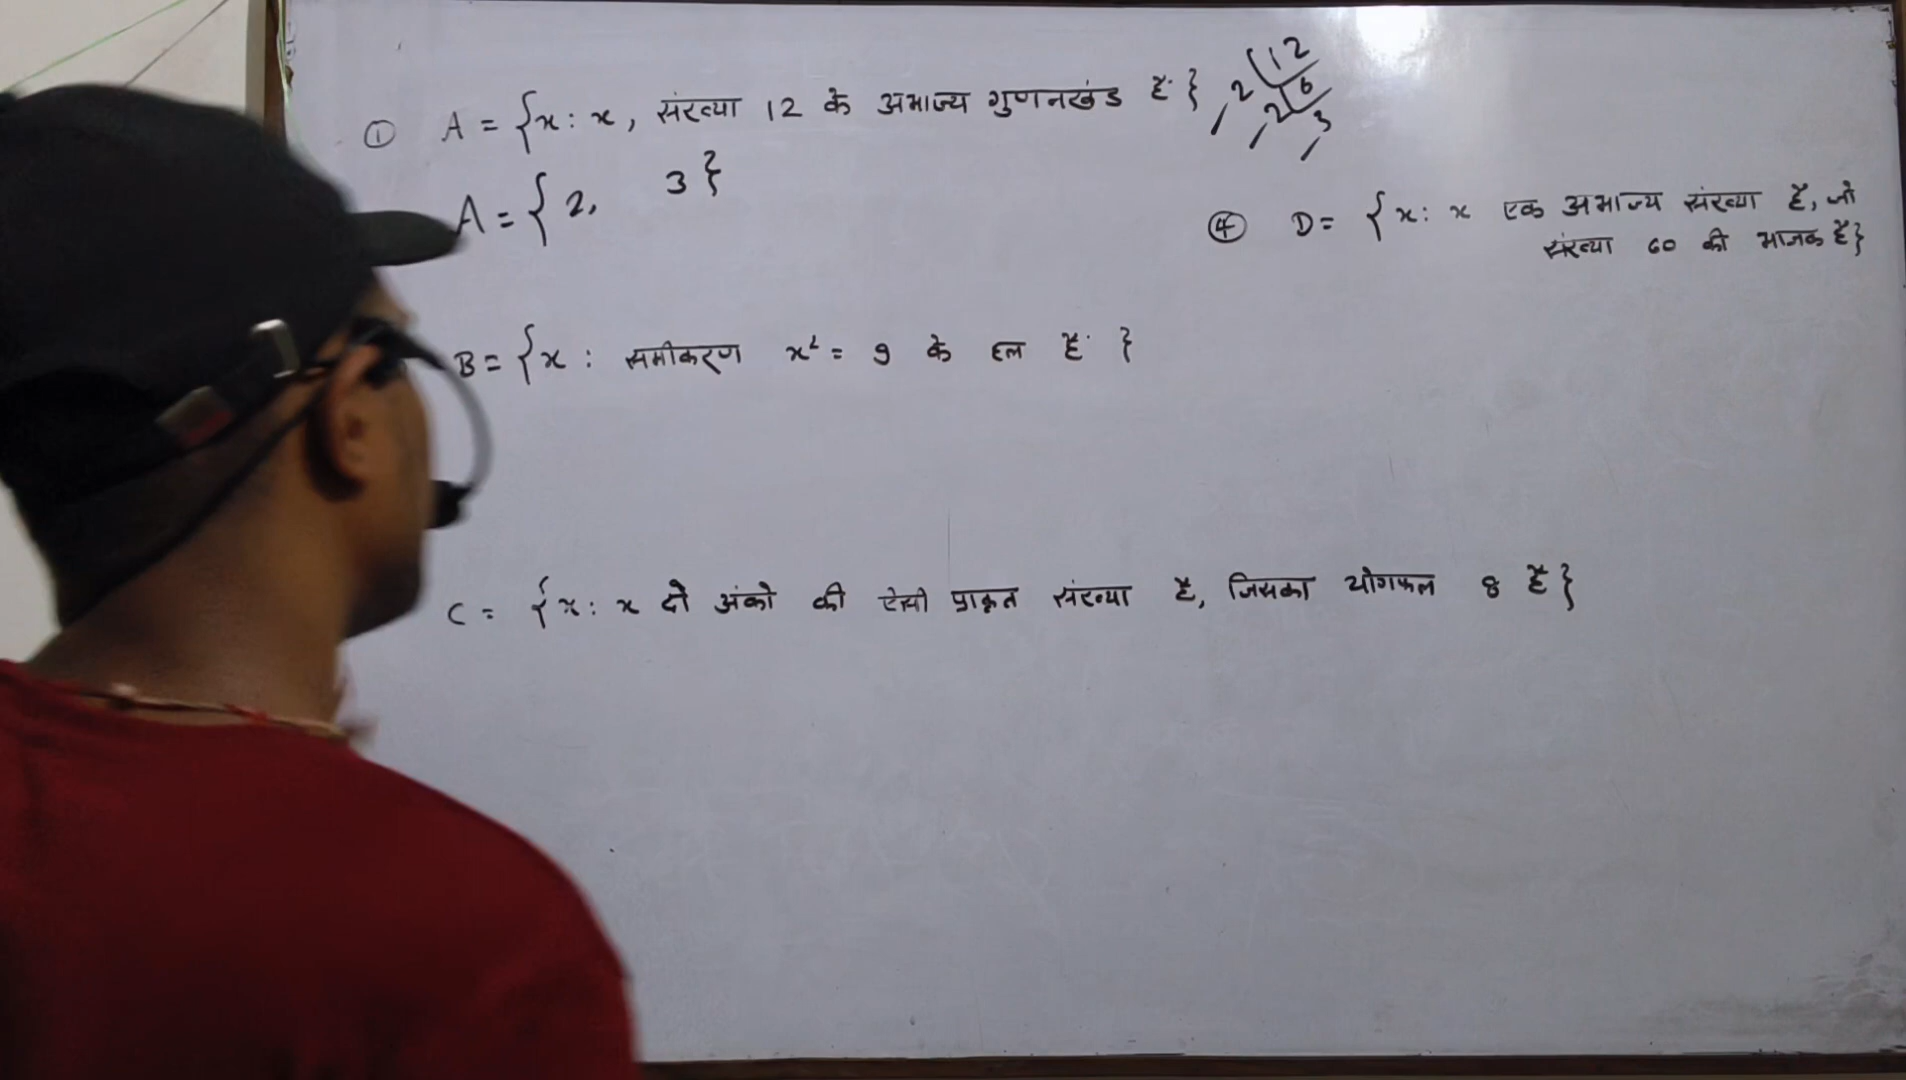 ① A = {x : x, संख्या 12 के अभाज्य गुणनखंड हैं }
2 | 12
2 | 6
3
A = { 2, 3 }
④ D = { x : x एक अभाज्य संख्या है, जो
संख्या 60 की भाजक है}
B = {x : समीकरण x² = 9 के हल हैं }
C = {x : x दो अंको की ऐसी प्राकृत संख्या है, जिसका योगफल 8 है}